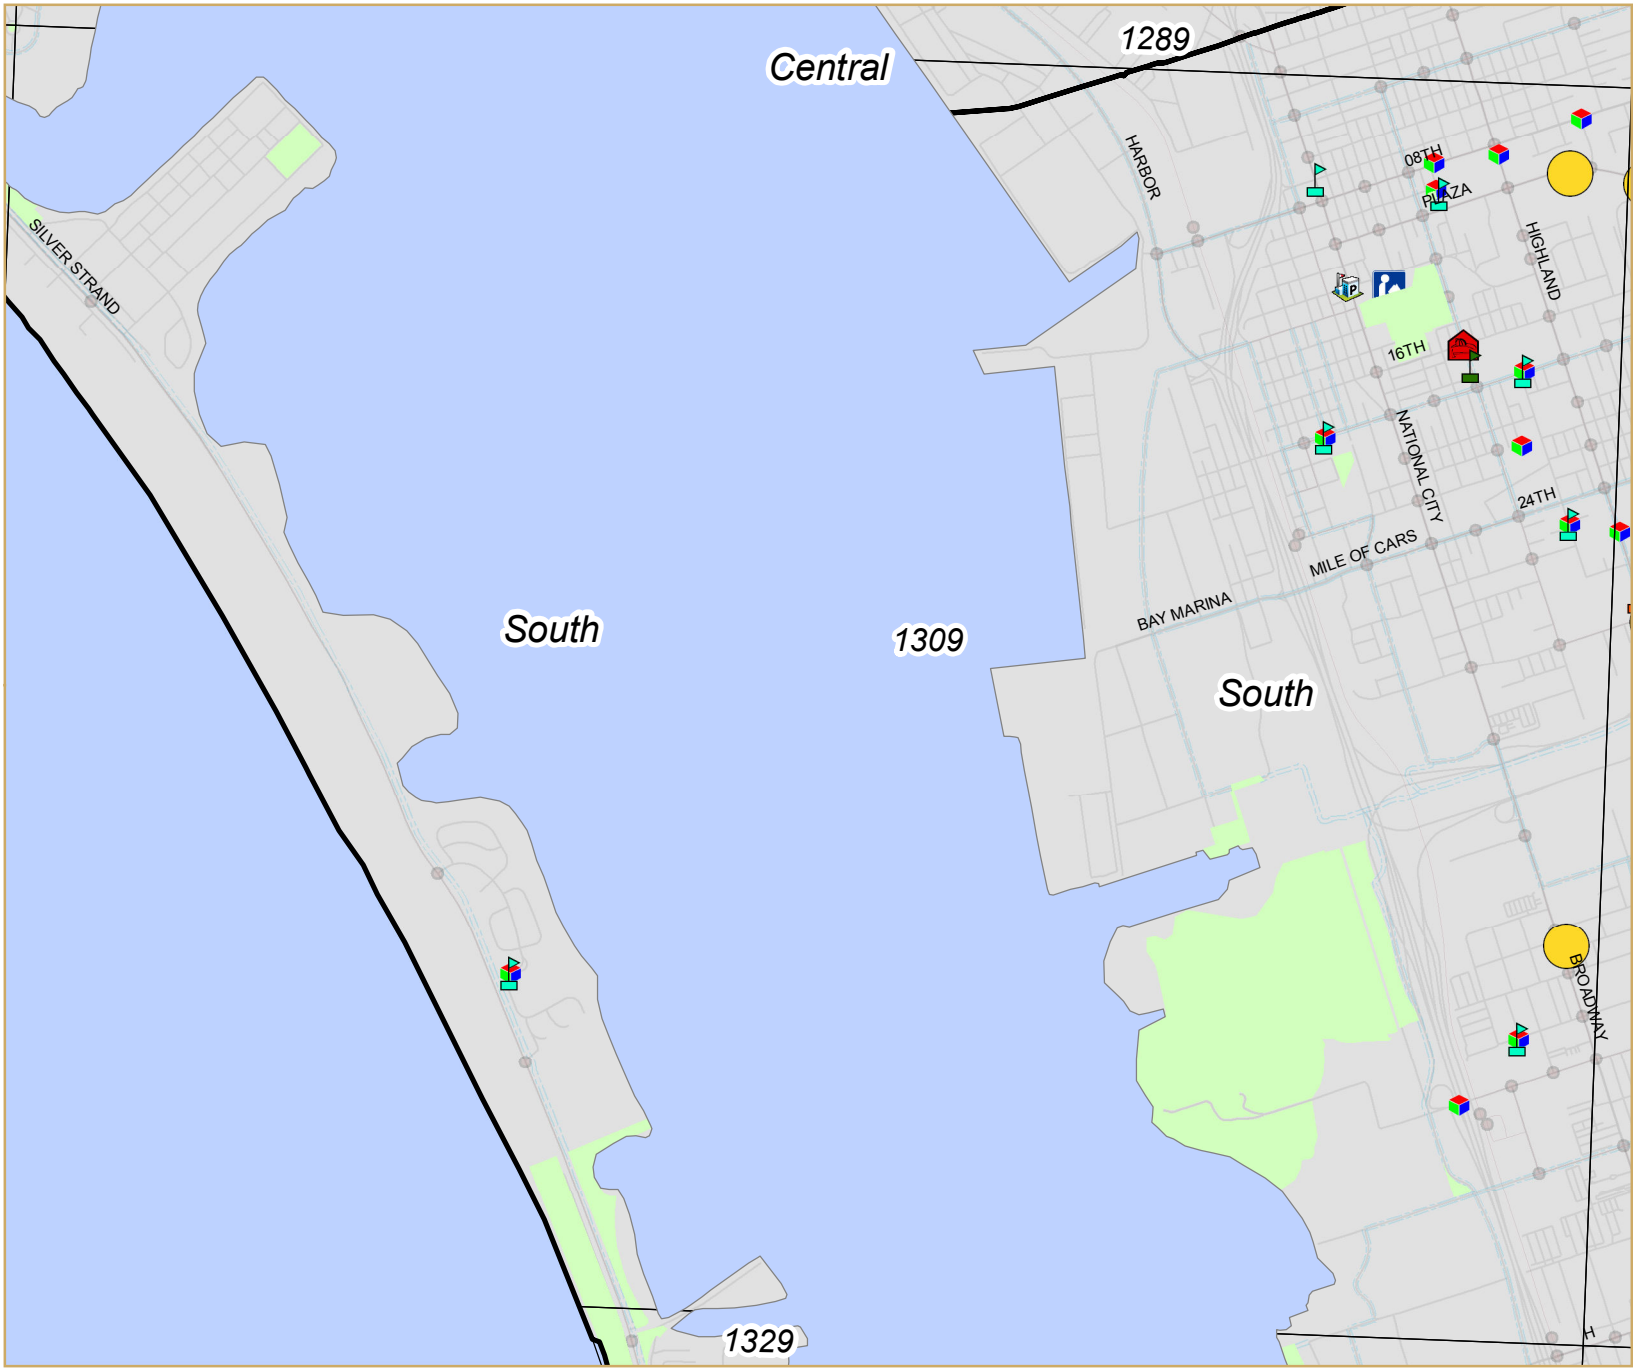 1289
Central
HARBOR
08TH
PLAZA
SILVER STRAND
HIGHLAND
P
16TH
NATIONAL CITY
24TH
MILE OF CARS
BAY MARINA
South
1309
South
BROADWAY
H
1329